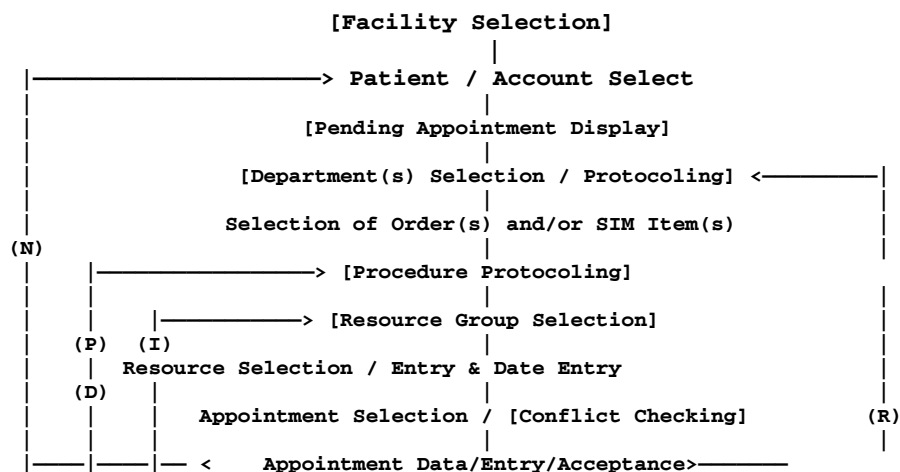 [Facility Selection]
Patient / Account Select
[Pending Appointment Display]
[Department(s) Selection / Protocoling]
Selection of Order(s) and/or SIM Item(s)
(N)
[Procedure Protocoling]
[Resource Group Selection]
(P) (I)
Resource Selection / Entry & Date Entry
(D)
Appointment Selection / [Conflict Checking] (R)
Appointment Data/Entry/Acceptance